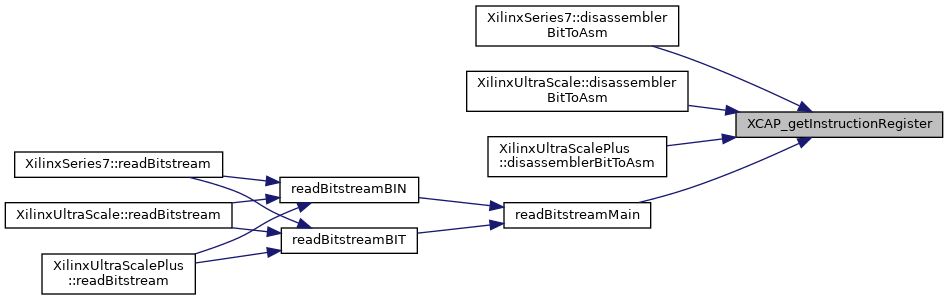 XilinxSeries7::disassembler
BitToAsm
XilinxUltraScale::disassembler
BitToAsm
XCAP_getInstructionRegister
XilinxUltraScalePlus
::disassemblerBitToAsm
XilinxSeries7::readBitstream
readBitstreamBIN
XilinxUltraScale::readBitstream
readBitstreamMain
readBitstreamBIT
XilinxUltraScalePlus
::readBitstream